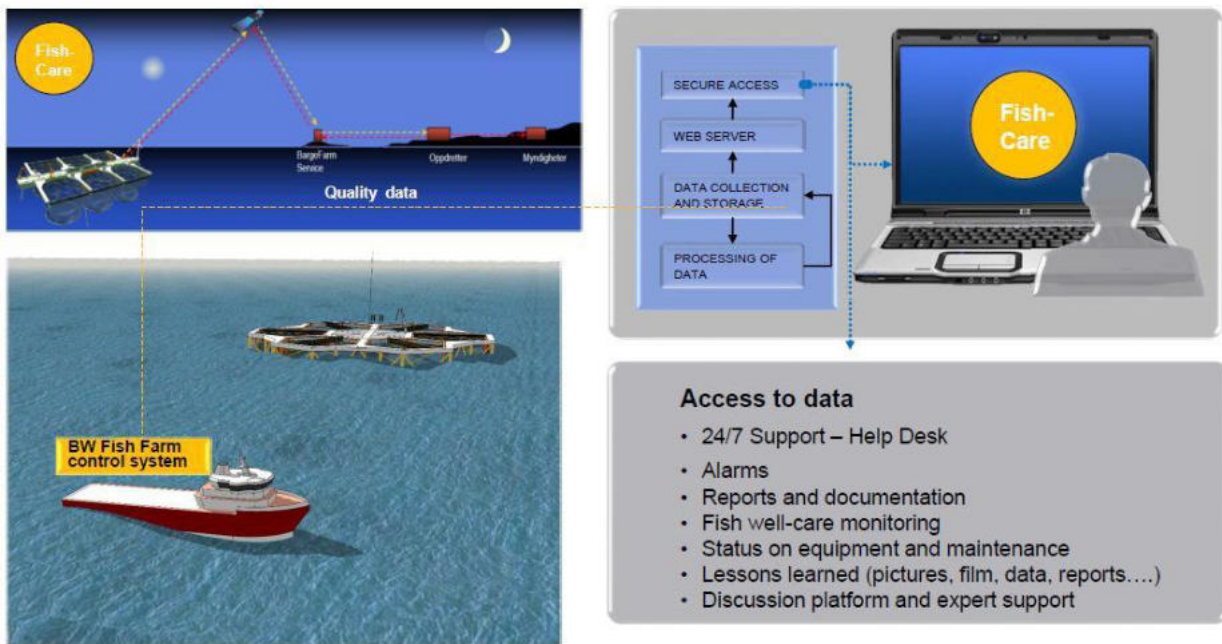 Fish-
Care
BargeFarm
Service
Oppdretter
Myndigheter
Quality data
BW Fish Farm
control system
SECURE ACCESS
WEB SERVER
DATA COLLECTION
AND STORAGE
PROCESSING OF
DATA
Fish-
Care
hp
Access to data
• 24/7 Support – Help Desk
• Alarms
• Reports and documentation
• Fish well-care monitoring
• Status on equipment and maintenance
• Lessons learned (pictures, film, data, reports….)
• Discussion platform and expert support